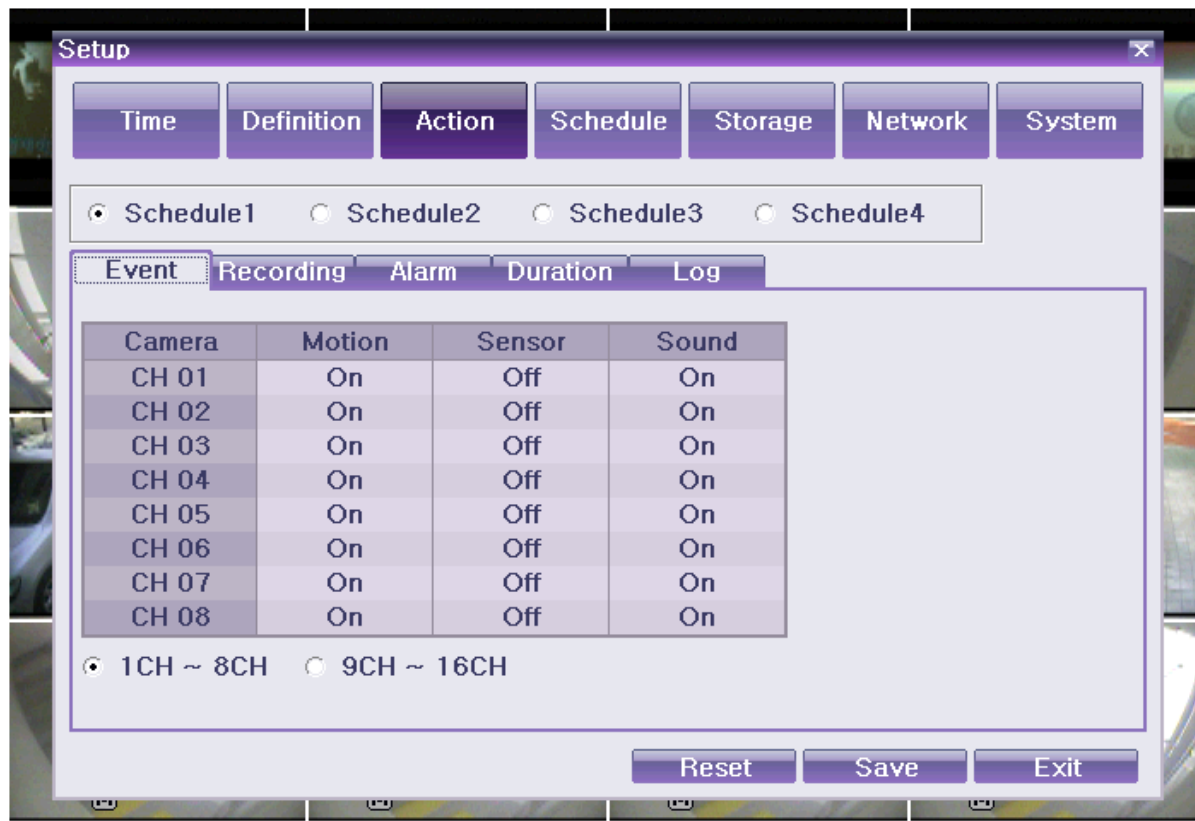 Setup
Time Definition Action Schedule Storage Network System
Schedule1 Schedule2 Schedule3 Schedule4
Event Recording Alarm Duration Log
Camera Motion Sensor Sound
CH 01 On Off On
CH 02 On Off On
CH 03 On Off On
CH 04 On Off On
CH 05 On Off On
CH 06 On Off On
CH 07 On Off On
CH 08 On Off On
1CH ~ 8CH 9CH ~ 16CH
Reset Save Exit